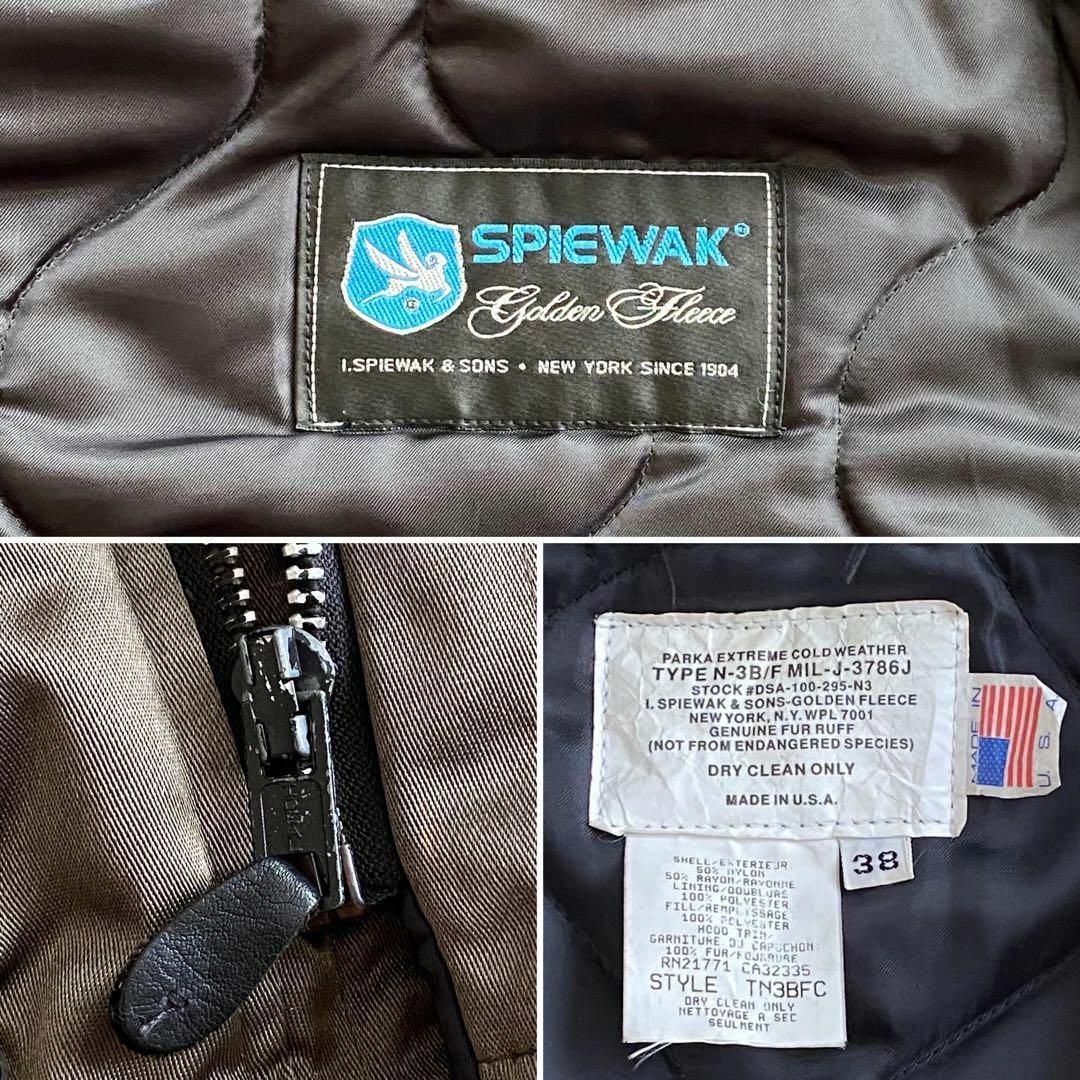 SPIEWAK®
Golden Fleece
I.SPIEWAK & SONS • NEW YORK SINCE 1904
PARKA EXTREME COLD WEATHER
TYPE N-3B/F MIL-J-3786J
STOCK #DSA-100-295-N3
I. SPIEWAK & SONS-GOLDEN FLEECE
NEW YORK, N.Y. WPL 7001
GENUINE FUR RUFF
(NOT FROM ENDANGERED SPECIES)
DRY CLEAN ONLY
MADE IN U.S.A.
MADE IN
U.S.A
38
SHELL/EXTERIEUR:
50% NYLON
50% RAYON/RAYONNE
LINING/DOUBLURE
100% POLYESTER
FILL/REMPLISSAGE
100% POLYESTER
HOOD TRIM/
GARNITURE DU CAPUCHON:
100% FUR/FOURRURE
RN21771 CA32335
STYLE TN3BFC
DRY CLEAN ONLY
NETTOYAGE A SEC
SEULMENT